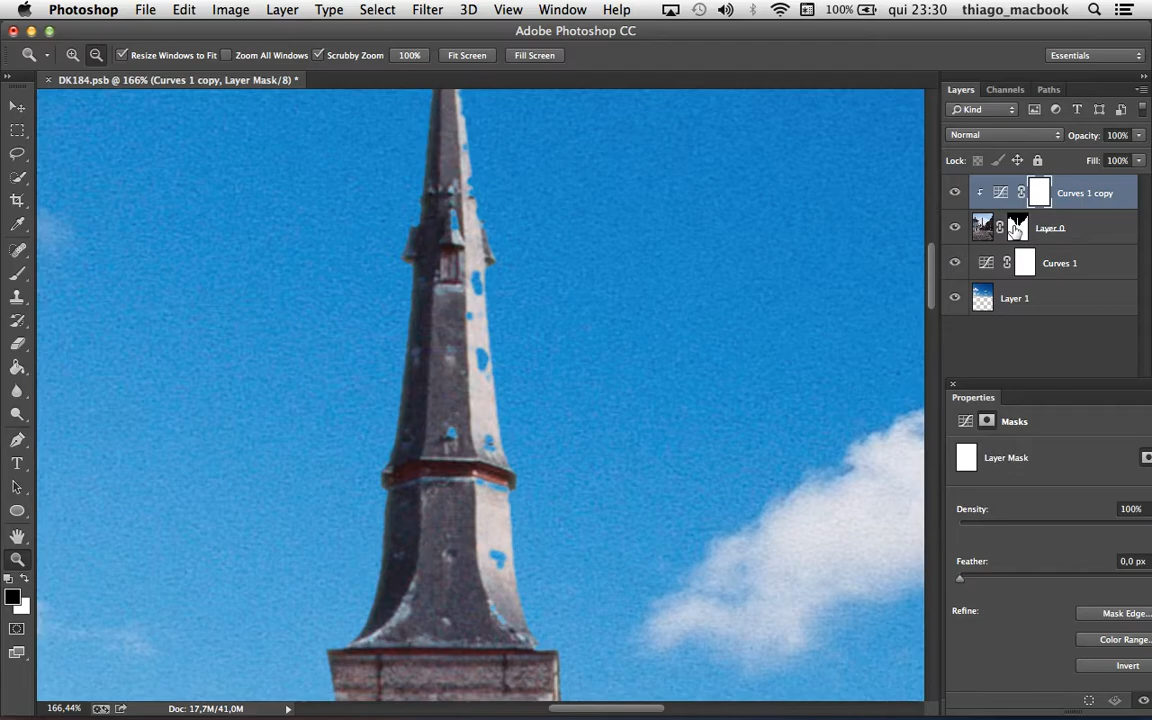 Photoshop File Edit Image Layer Type Select Filter 3D View Window Help 100% qui 23:30 thiago_macbook
Adobe Photoshop CC
Resize Windows to Fit Zoom All Windows Scrubby Zoom 100% Fit Screen Fill Screen Essentials
DK184.psb @ 166% (Curves 1 copy, Layer Mask/8) *
Layers Channels Paths
Kind
Normal Opacity: 100%
Lock: Fill: 100%
Curves 1 copy
Layer 0
Curves 1
Layer 1
Properties
Masks
Layer Mask
Density: 100%
Feather: 0,0 px
Refine: Mask Edge...
Color Range...
Invert
166,44% Doc: 17,7M/41,0M